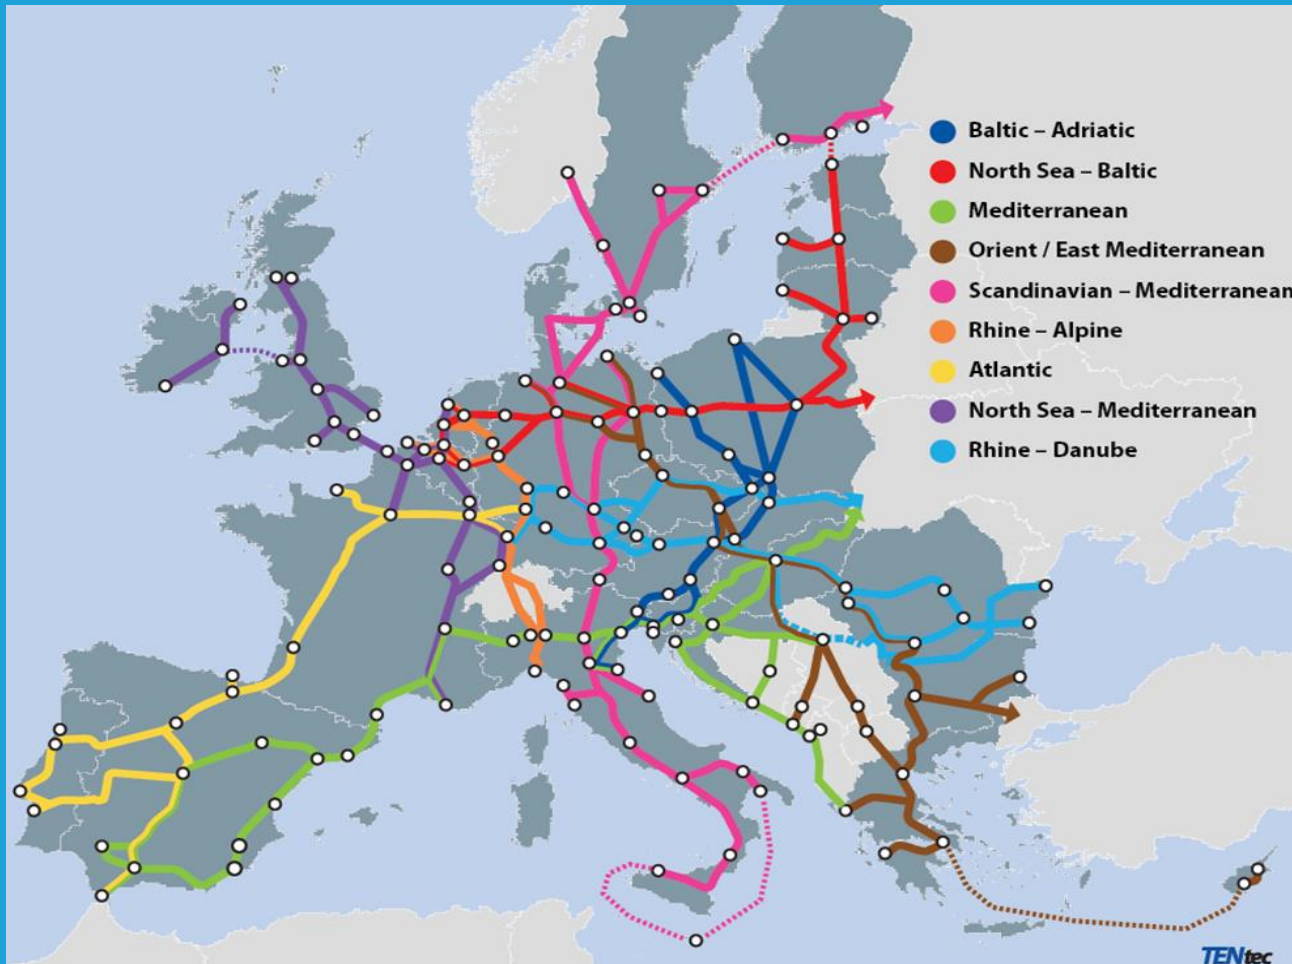 Baltic – Adriatic
North Sea – Baltic
Mediterranean
Orient / East Mediterranean
Scandinavian – Mediterranean
Rhine – Alpine
Atlantic
North Sea – Mediterranean
Rhine – Danube
TENtec